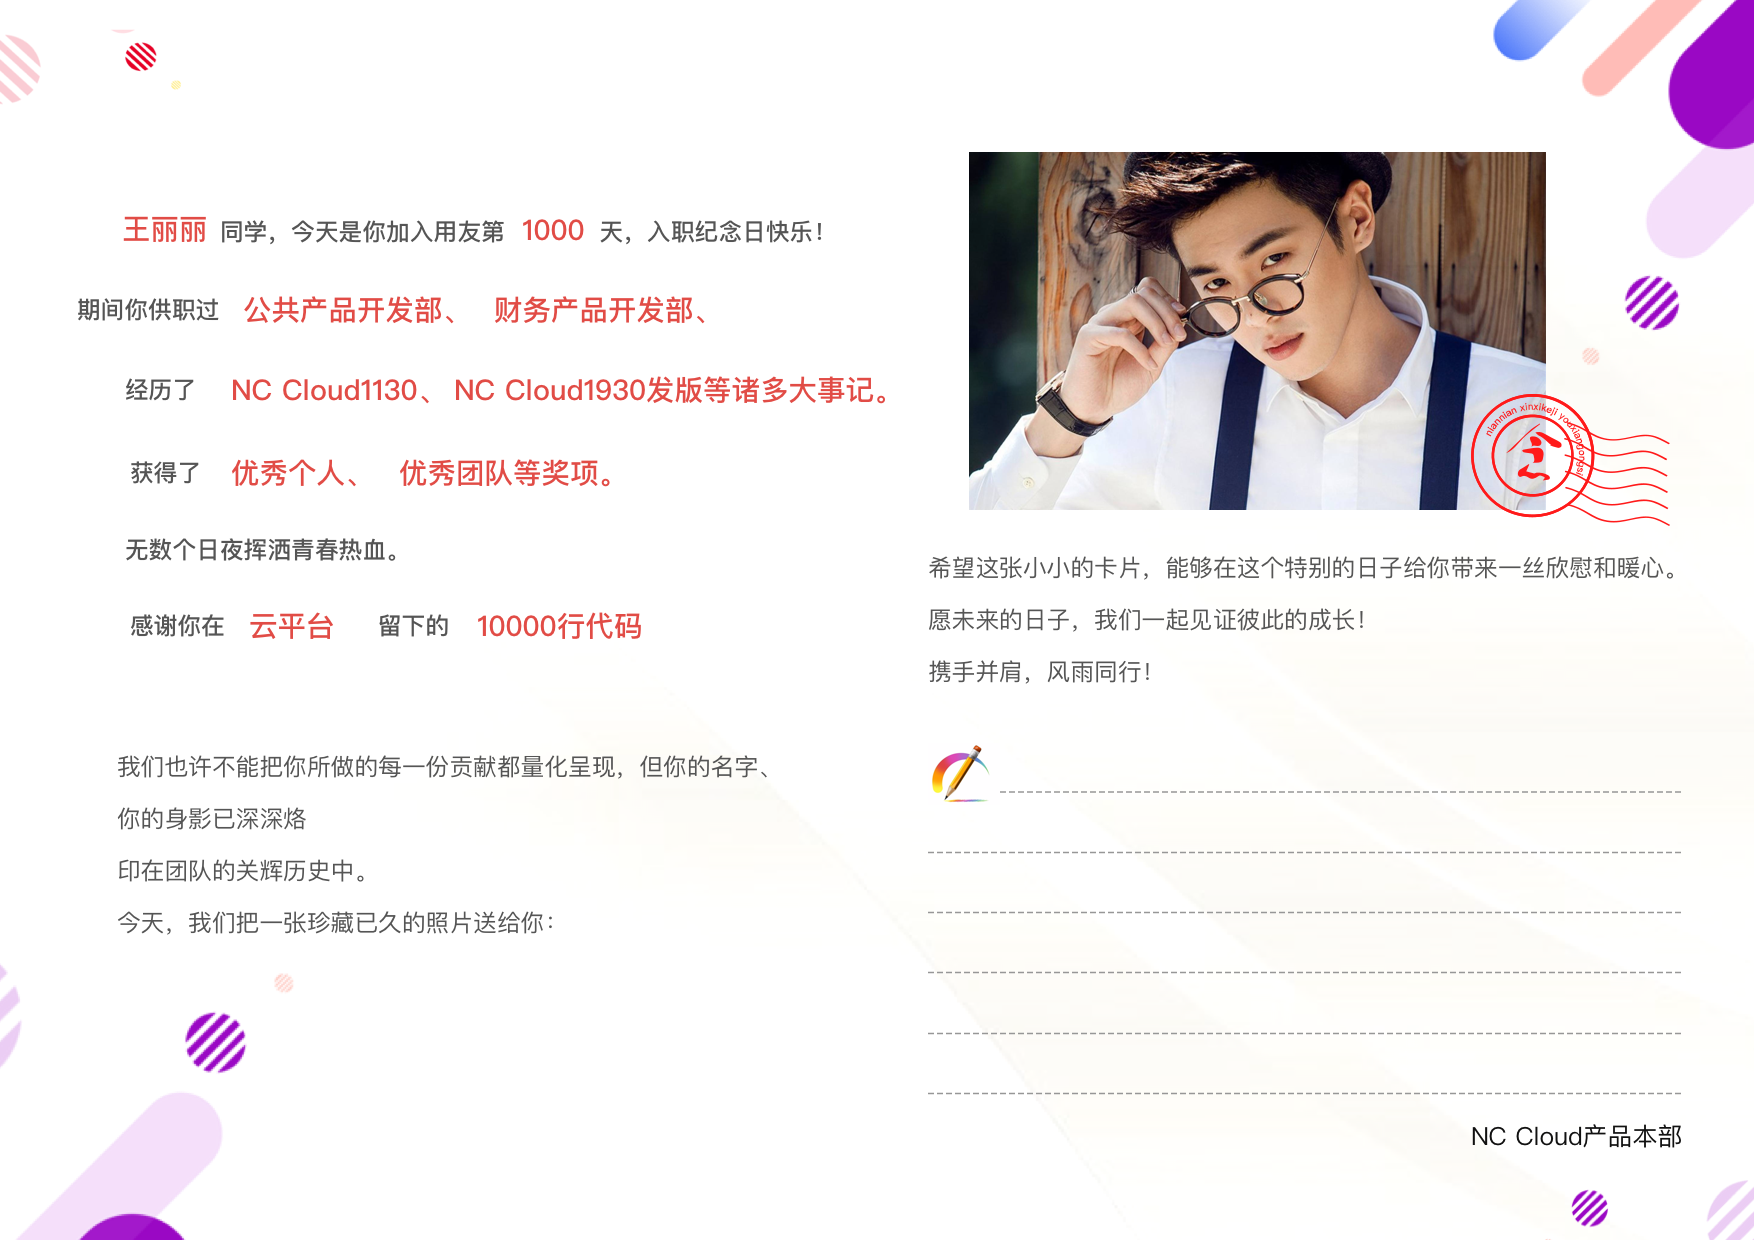 王丽丽 同学，今天是你加入用友第 1000 天，入职纪念日快乐！
期间你供职过 公共产品开发部、 财务产品开发部、
经历了 NC Cloud1130、 NC Cloud1930发版等诸多大事记。
获得了 优秀个人、 优秀团队等奖项。
无数个日夜挥洒青春热血。
感谢你在 云平台 留下的 10000行代码
我们也许不能把你所做的每一份贡献都量化呈现，但你的名字、
你的身影已深深烙
印在团队的关辉历史中。
今天，我们把一张珍藏已久的照片送给你：
niannian xinxikeji
念
希望这张小小的卡片，能够在这个特别的日子给你带来一丝欣慰和暖心。
愿未来的日子，我们一起见证彼此的成长！
携手并肩，风雨同行！
NC Cloud产品本部